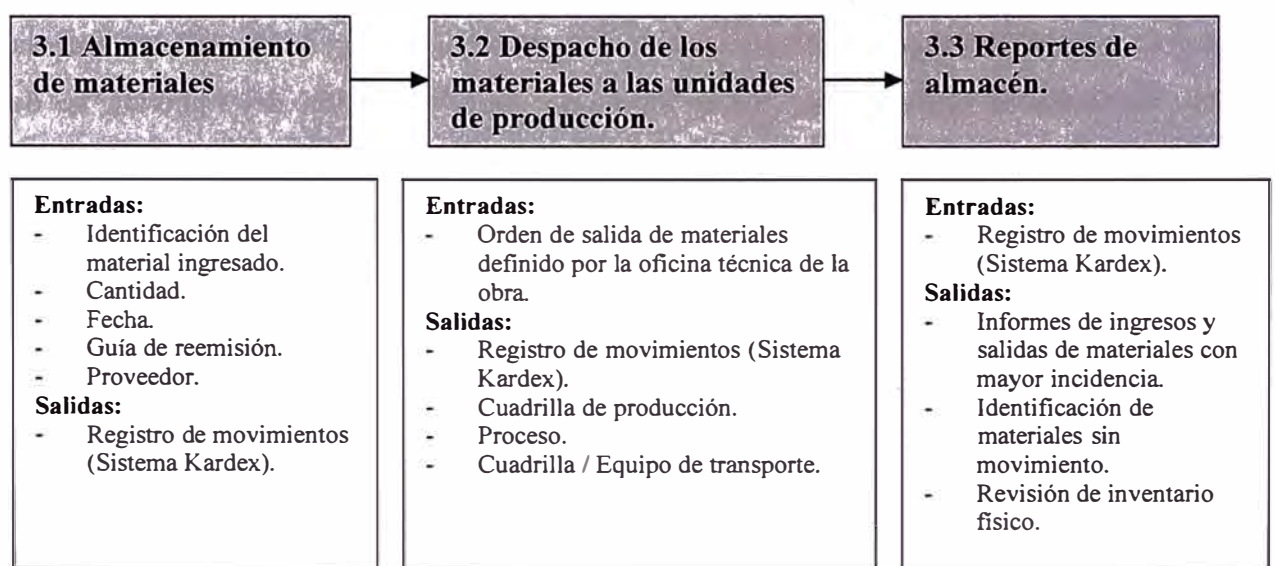 3.1 Almacenamiento
de materiales
3.2 Despacho de los
materiales a las unidades
de producción.
3.3 Reportes de
almacén.
Entradas:
- Identificación del
material ingresado.
- Cantidad.
- Fecha.
- Guía de reemisión.
- Proveedor.
Salidas:
- Registro de movimientos
(Sistema Kardex).
Entradas:
- Orden de salida de materiales
definido por la oficina técnica de la
obra.
Salidas:
- Registro de movimientos (Sistema
Kardex).
- Cuadrilla de producción.
- Proceso.
- Cuadrilla / Equipo de transporte.
Entradas:
- Registro de movimientos
(Sistema Kardex).
Salidas:
- Informes de ingresos y
salidas de materiales con
mayor incidencia.
- Identificación de
materiales sin
movimiento.
- Revisión de inventario
físico.